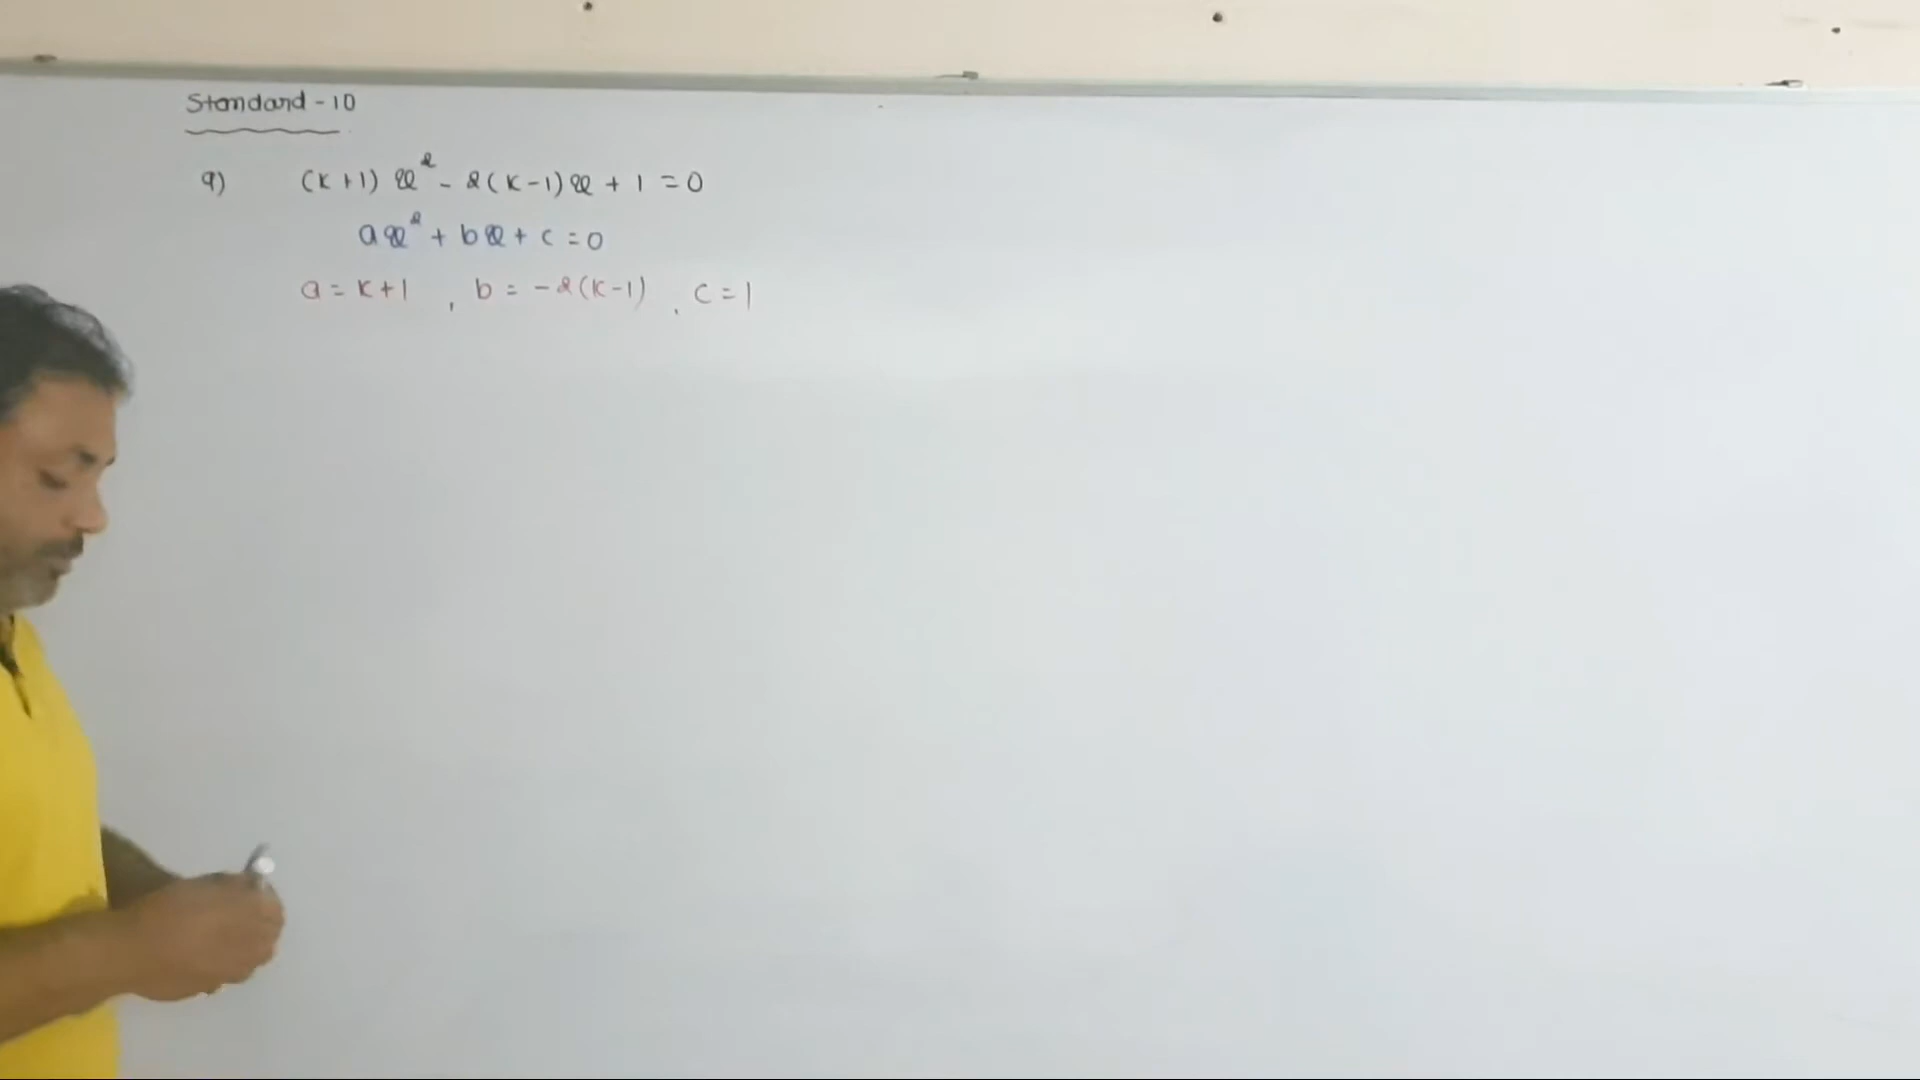 Standard - 10
9) (k+1) x² - 2(k-1)x + 1 = 0
ax² + bx + c = 0
a = k+1 , b = -2(k-1) , c = 1